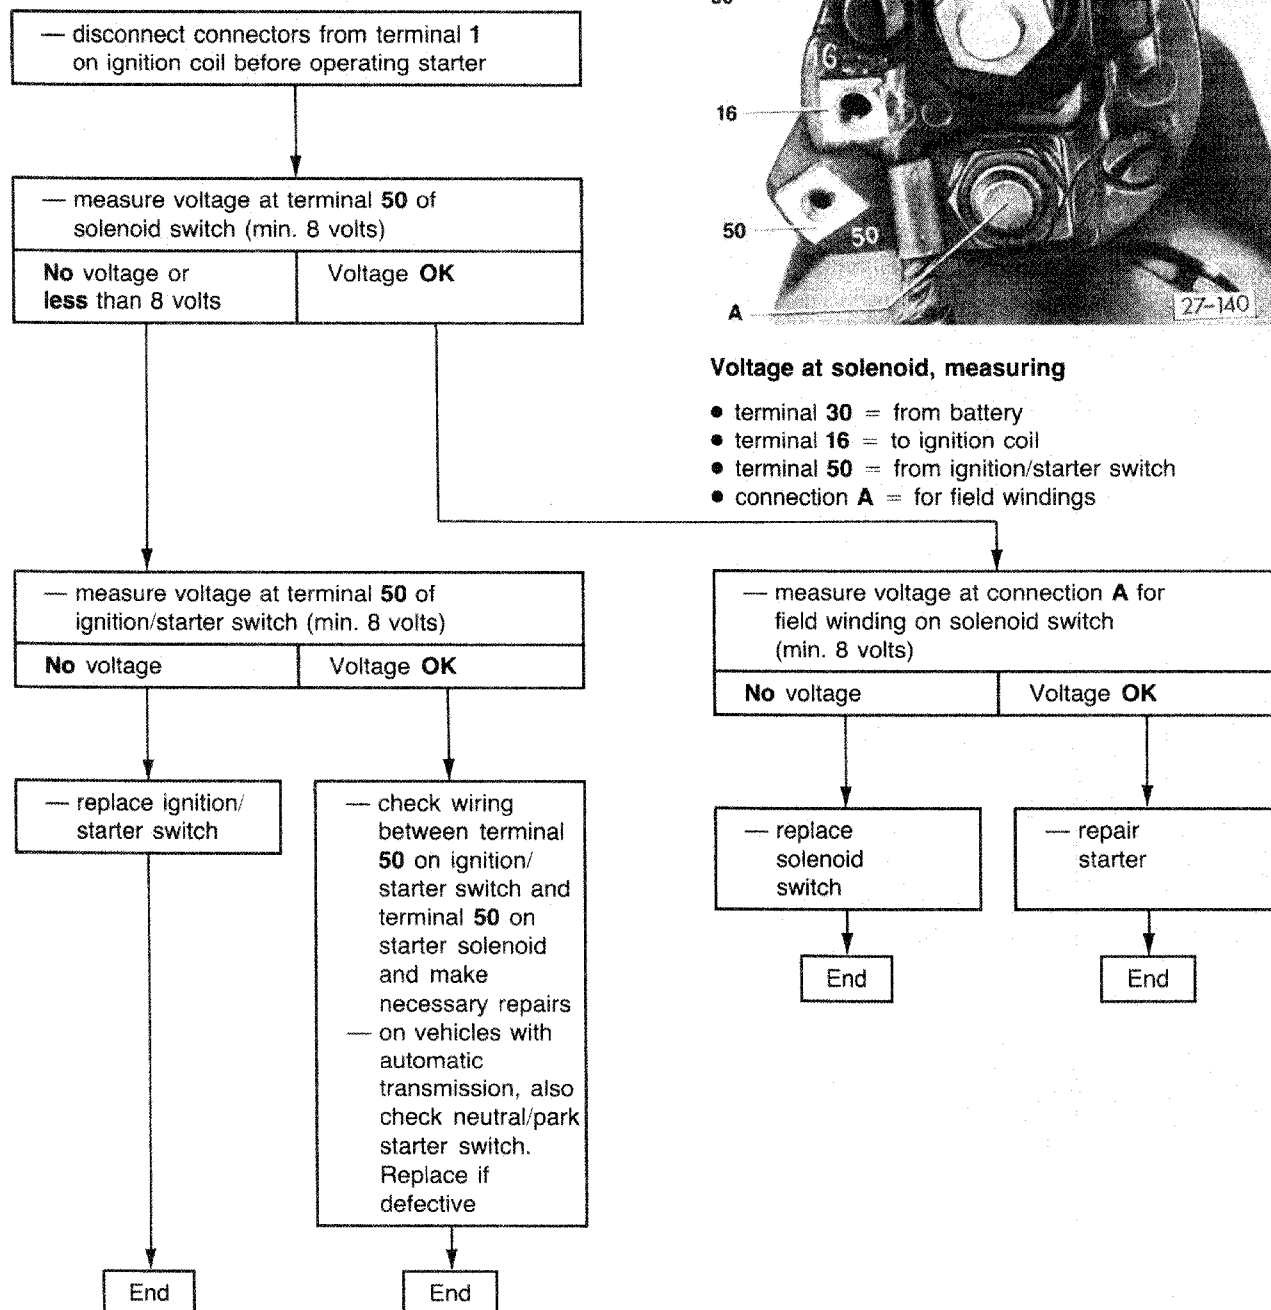 — disconnect connectors from terminal 1
on ignition coil before operating starter
— measure voltage at terminal 50 of
solenoid switch (min. 8 volts)
No voltage or
less than 8 volts
Voltage OK
6
16
50
50
A
27-140
Voltage at solenoid, measuring
● terminal 30 = from battery
● terminal 16 = to ignition coil
● terminal 50 = from ignition/starter switch
● connection A = for field windings
— measure voltage at terminal 50 of
ignition/starter switch (min. 8 volts)
No voltage
Voltage OK
— replace ignition/
starter switch
— check wiring
between terminal
50 on ignition/
starter switch and
terminal 50 on
starter solenoid
and make
necessary repairs
— on vehicles with
automatic
transmission, also
check neutral/park
starter switch.
Replace if
defective
End
End
— measure voltage at connection A for
field winding on solenoid switch
(min. 8 volts)
No voltage
Voltage OK
— replace
solenoid
switch
— repair
starter
End
End